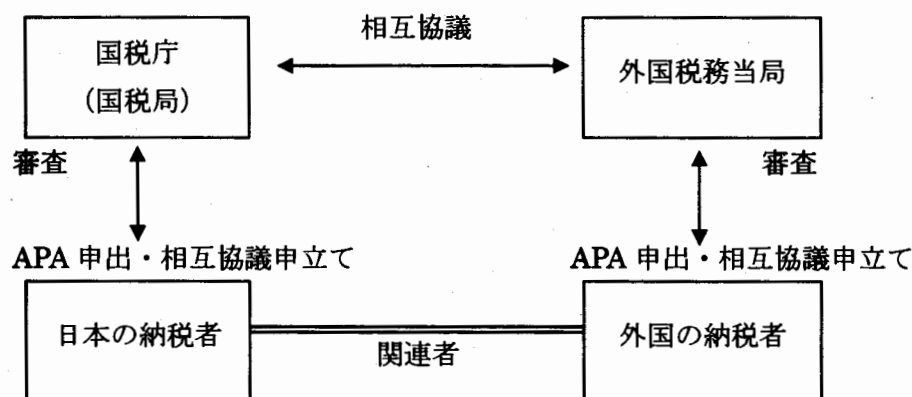 相互協議
国税庁
(国税局)
外国税務当局
審査
審査
APA 申出・相互協議申立て
APA 申出・相互協議申立て
日本の納税者
関連者
外国の納税者